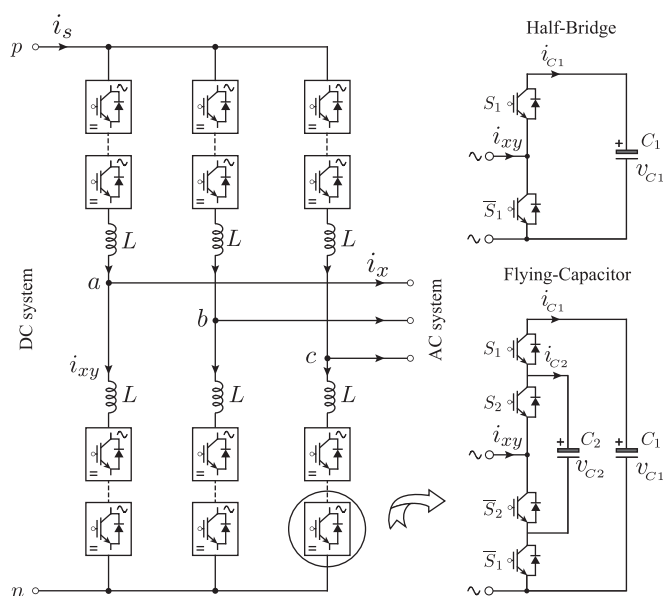 p
i_s
L
L
L
a
i_x
b
c
DC system
AC system
i_xy
L
L
L
n
Half-Bridge
i_C1
S_1
i_xy
C_1
+
v_C1
S̅_1
Flying-Capacitor
i_C1
S_1
i_C2
S_2
i_xy
+
C_2
v_C2
+
C_1
v_C1
S̅_2
S̅_1